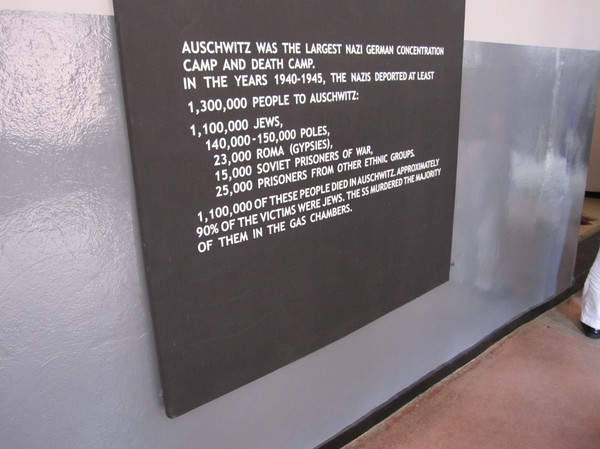 AUSCHWITZ WAS THE LARGEST NAZI GERMAN CONCENTRATION
CAMP AND DEATH CAMP.
IN THE YEARS 1940-1945, THE NAZIS DEPORTED AT LEAST
1,300,000 PEOPLE TO AUSCHWITZ:
1,100,000 JEWS,
140,000-150,000 POLES,
23,000 ROMA (GYPSIES),
15,000 SOVIET PRISONERS OF WAR,
25,000 PRISONERS FROM OTHER ETHNIC GROUPS.
1,100,000 OF THESE PEOPLE DIED IN AUSCHWITZ. APPROXIMATELY
90% OF THE VICTIMS WERE JEWS. THE SS MURDERED THE MAJORITY
OF THEM IN THE GAS CHAMBERS.